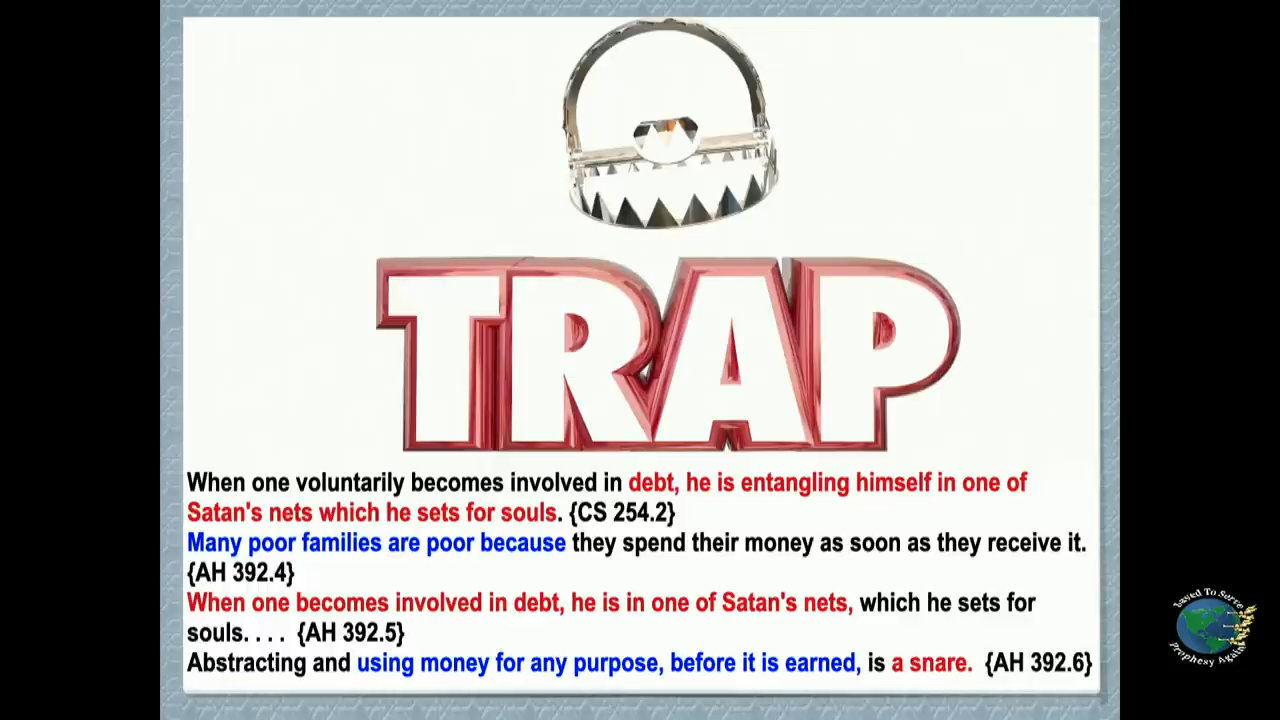 TRAP
When one voluntarily becomes involved in debt, he is entangling himself in one of
Satan's nets which he sets for souls. {CS 254.2}
Many poor families are poor because they spend their money as soon as they receive it.
{AH 392.4}
When one becomes involved in debt, he is in one of Satan's nets, which he sets for
souls. . . .  {AH 392.5}
Abstracting and using money for any purpose, before it is earned, is a snare.  {AH 392.6}
To Serve
Prophesy Again